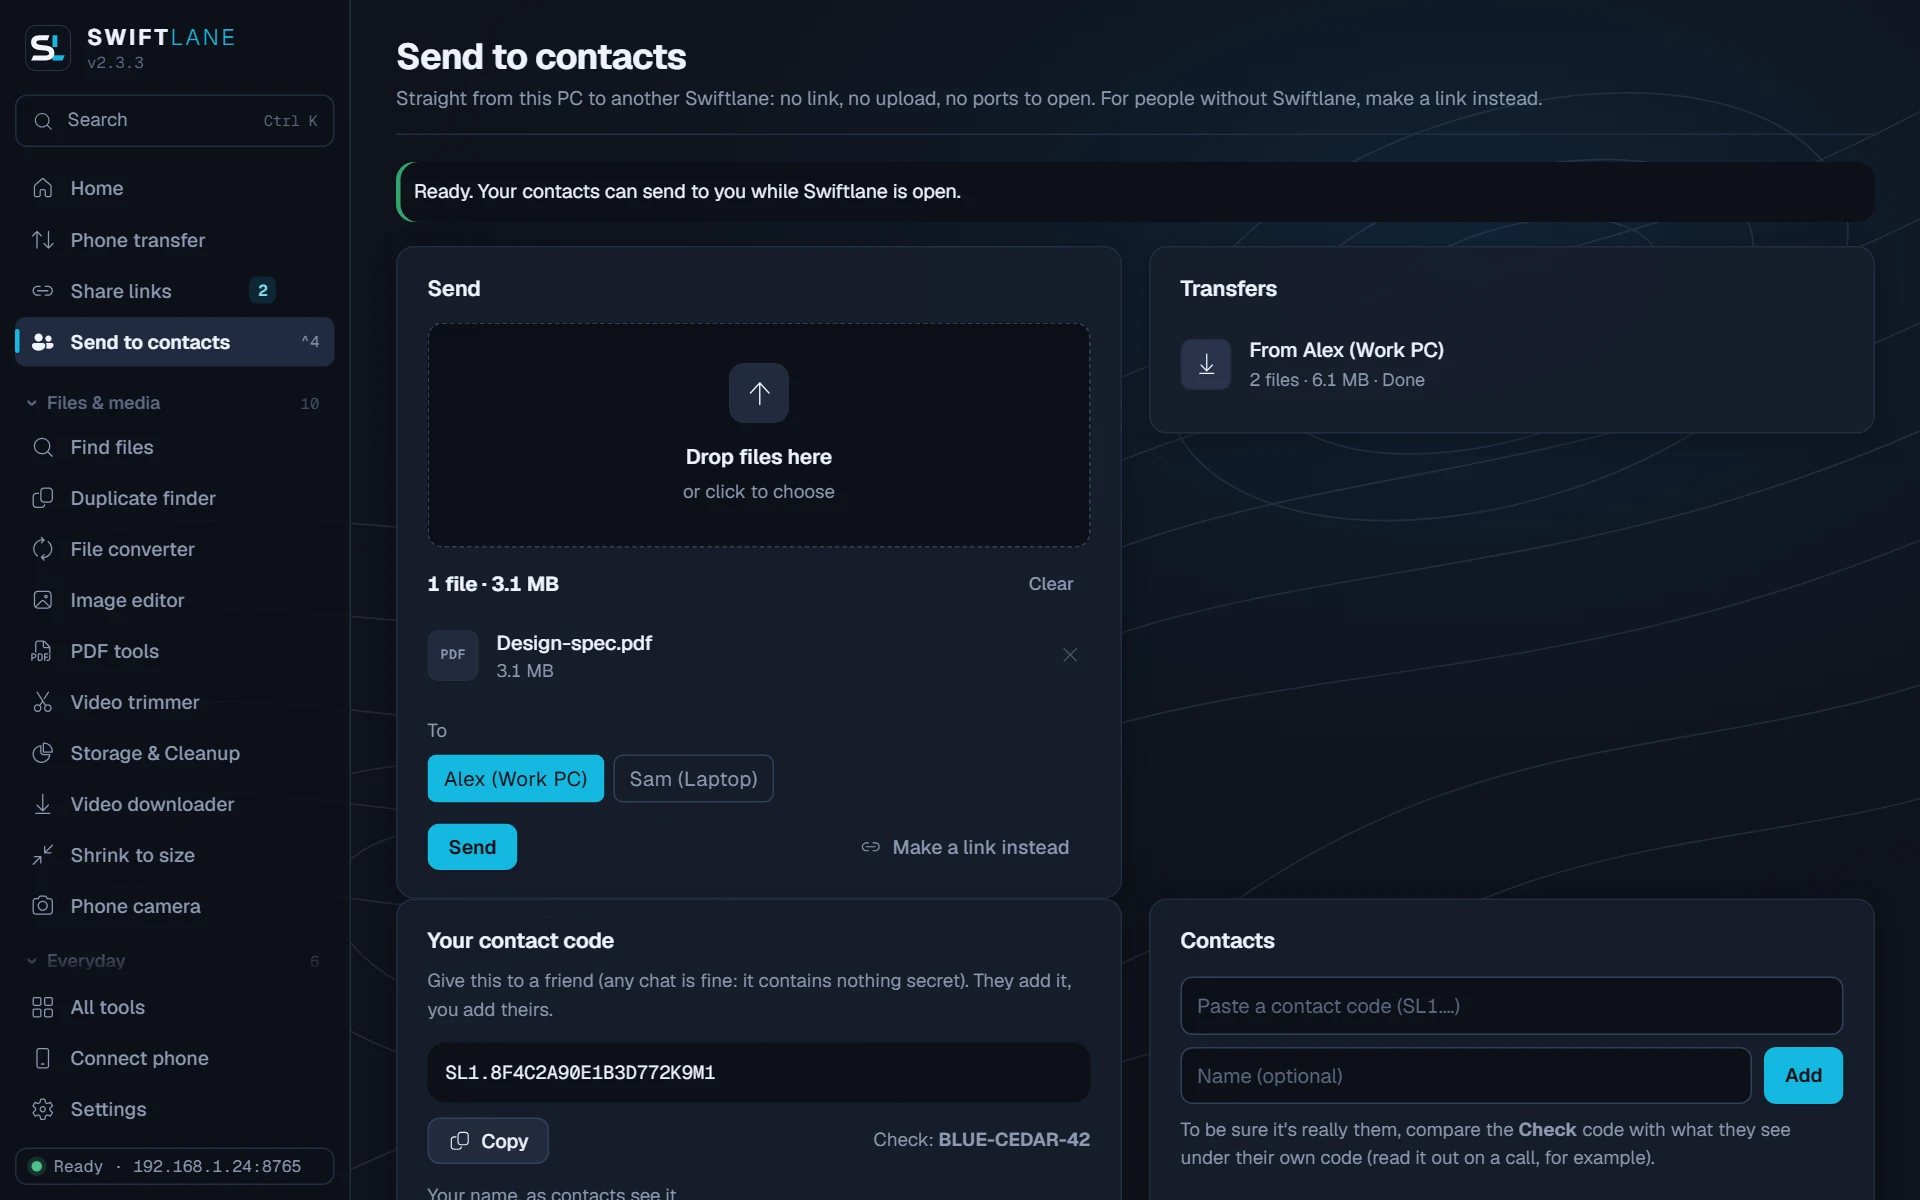 SWIFTLANE
v2.3.3
Search
Ctrl K
Home
Phone transfer
Share links
2
Send to contacts
^4
Files & media
10
Find files
Duplicate finder
File converter
Image editor
PDF
PDF tools
Video trimmer
Storage & Cleanup
Video downloader
Shrink to size
Phone camera
Everyday
6
All tools
Connect phone
Settings
Ready · 192.168.1.24:8765
Send to contacts
Straight from this PC to another Swiftlane: no link, no upload, no ports to open. For people without Swiftlane, make a link instead.
Ready. Your contacts can send to you while Swiftlane is open.
Send
Drop files here
or click to choose
1 file · 3.1 MB
Clear
PDF
Design-spec.pdf
3.1 MB
To
Alex (Work PC)
Sam (Laptop)
Send
Make a link instead
Transfers
From Alex (Work PC)
2 files · 6.1 MB · Done
Your contact code
Give this to a friend (any chat is fine: it contains nothing secret). They add it,
you add theirs.
SL1.8F4C2A90E1B3D772K9M1
Copy
Check: BLUE-CEDAR-42
Your name, as contacts see it
Contacts
Paste a contact code (SL1....)
Name (optional)
Add
To be sure it's really them, compare the Check code with what they see
under their own code (read it out on a call, for example).